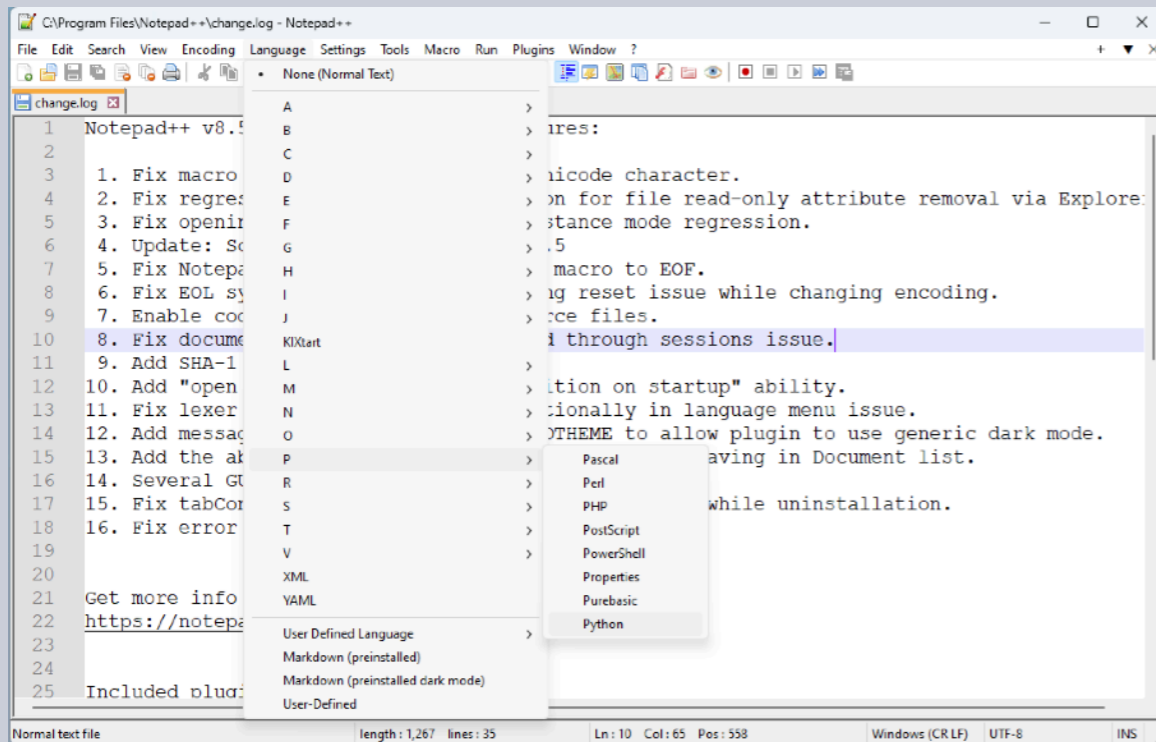 C:\Program Files\Notepad++\change.log - Notepad++
File Edit Search View Encoding Language Settings Tools Macro Run Plugins Window ?
change.log
None (Normal Text)
A
B
C
D
E
F
G
H
I
J
KIXtart
L
M
N
O
P
R
S
T
V
XML
YAML
User Defined Language
Markdown (preinstalled)
Markdown (preinstalled dark mode)
User-Defined
Pascal
Perl
PHP
PostScript
PowerShell
Properties
Purebasic
Python
1 Notepad++ v8.5 ures:
2
3 1. Fix macro nicode character.
4 2. Fix regres on for file read-only attribute removal via Explore
5 3. Fix openin stance mode regression.
6 4. Update: Sc .5
7 5. Fix Notepa macro to EOF.
8 6. Fix EOL sy ng reset issue while changing encoding.
9 7. Enable coc rce files.
10 8. Fix docume d through sessions issue.
11 9. Add SHA-1
12 10. Add "open ition on startup" ability.
13 11. Fix lexer tionally in language menu issue.
14 12. Add messag OTHEME to allow plugin to use generic dark mode.
15 13. Add the ab aving in Document list.
16 14. Several GU
17 15. Fix tabCon while uninstallation.
18 16. Fix error
19
20
21 Get more info
22 https://notepa
23
24
25 Included plugi
Normal text file length : 1,267 lines : 35 Ln : 10 Col : 65 Pos : 558 Windows (CR LF) UTF-8 INS